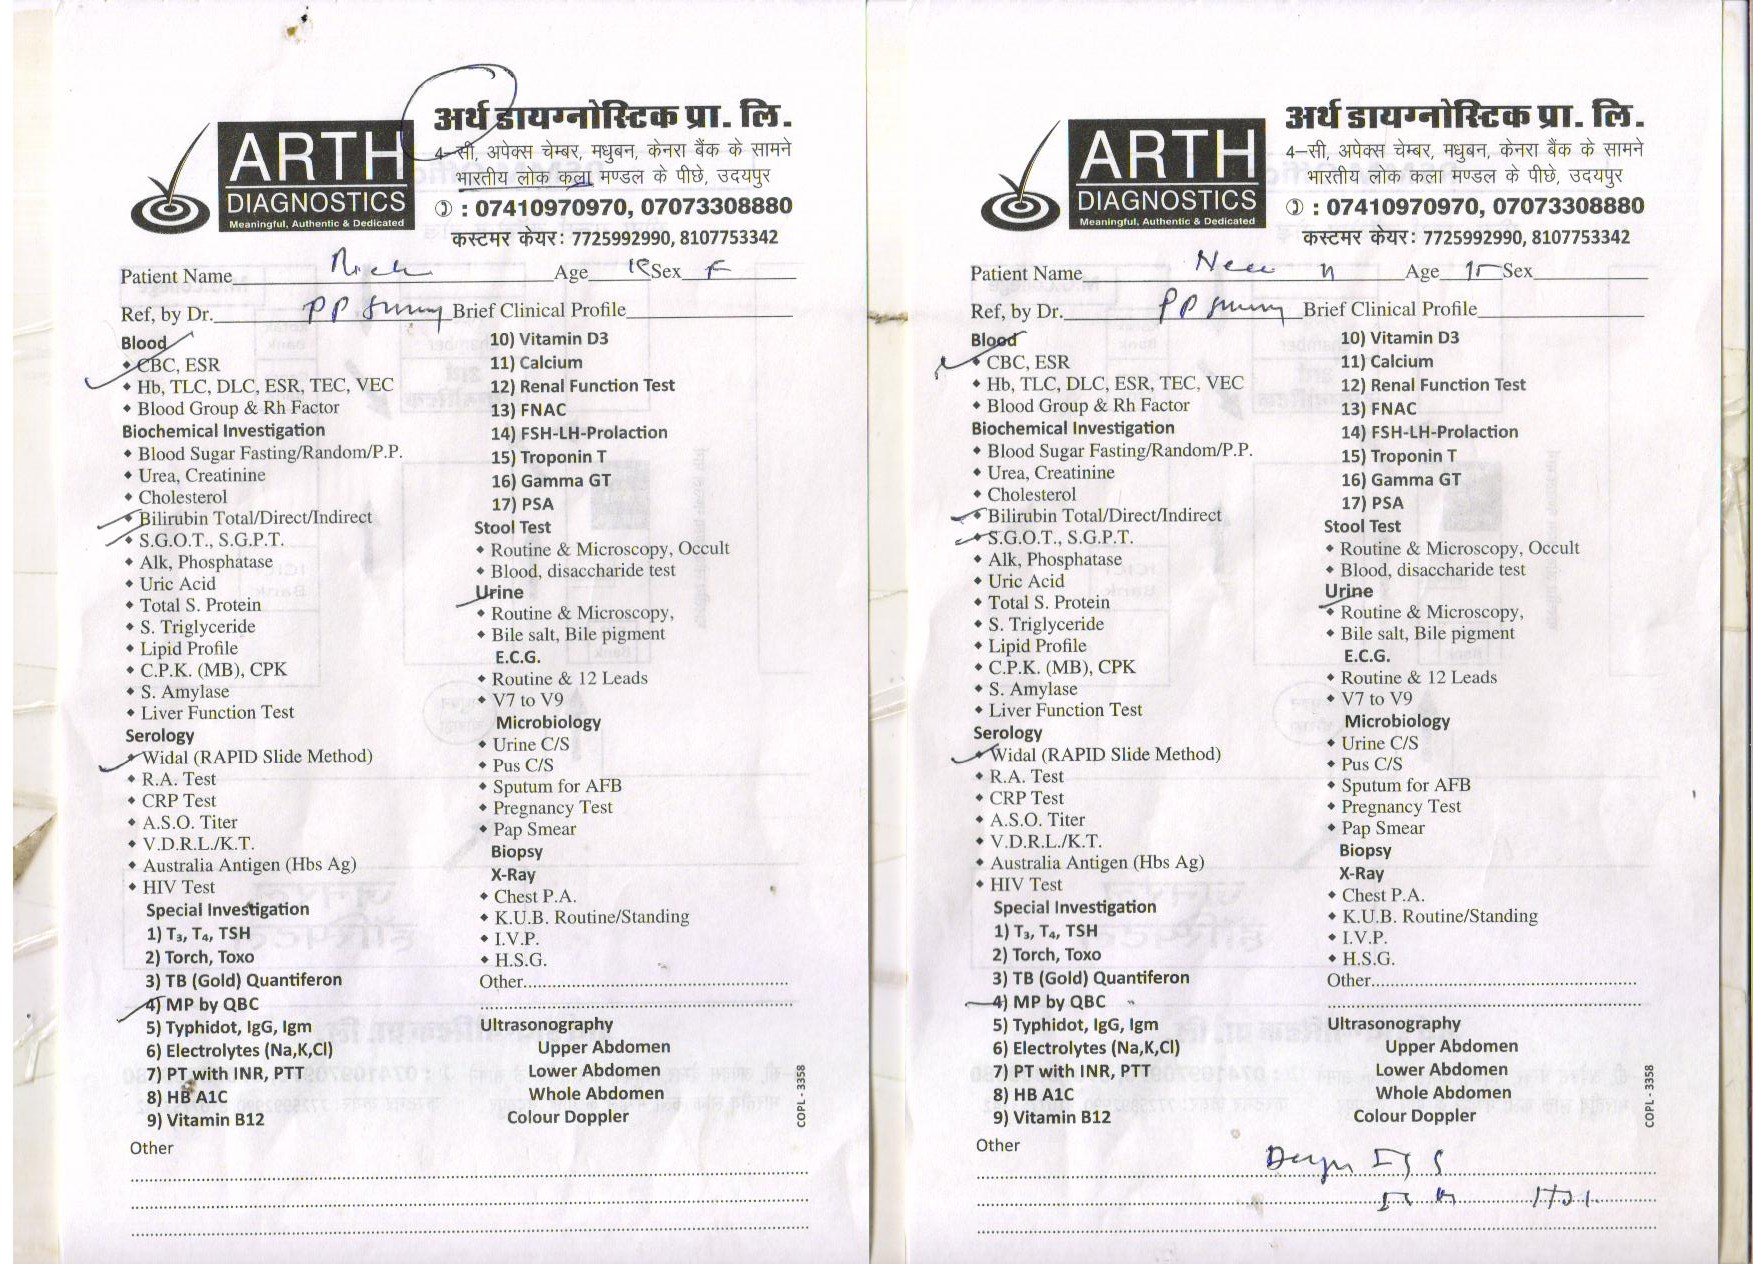 ARTH
DIAGNOSTICS
Meaningful, Authentic & Dedicated
अर्थ डायग्नोस्टिक प्रा. लि.
4–सी, अपेक्स चेम्बर, मधुबन, केनरा बैंक के सामने
भारतीय लोक कला मण्डल के पीछे, उदयपुर
✆ : 07410970970, 07073308880
कस्टमर केयर: 7725992990, 8107753342
Patient Name Age Sex F
Ref, by Dr. P P Brief Clinical Profile
Blood
CBC, ESR
Hb, TLC, DLC, ESR, TEC, VEC
Blood Group & Rh Factor
Biochemical Investigation
Blood Sugar Fasting/Random/P.P.
Urea, Creatinine
Cholesterol
Bilirubin Total/Direct/Indirect
S.G.O.T., S.G.P.T.
Alk, Phosphatase
Uric Acid
Total S. Protein
S. Triglyceride
Lipid Profile
C.P.K. (MB), CPK
S. Amylase
Liver Function Test
Serology
Widal (RAPID Slide Method)
R.A. Test
CRP Test
A.S.O. Titer
V.D.R.L./K.T.
Australia Antigen (Hbs Ag)
HIV Test
Special Investigation
1) T₃, T₄, TSH
2) Torch, Toxo
3) TB (Gold) Quantiferon
4) MP by QBC
5) Typhidot, IgG, Igm
6) Electrolytes (Na,K,Cl)
7) PT with INR, PTT
8) HB A1C
9) Vitamin B12
Other
10) Vitamin D3
11) Calcium
12) Renal Function Test
13) FNAC
14) FSH-LH-Prolaction
15) Troponin T
16) Gamma GT
17) PSA
Stool Test
Routine & Microscopy, Occult
Blood, disaccharide test
Urine
Routine & Microscopy,
Bile salt, Bile pigment
E.C.G.
Routine & 12 Leads
V7 to V9
Microbiology
Urine C/S
Pus C/S
Sputum for AFB
Pregnancy Test
Pap Smear
Biopsy
X-Ray
Chest P.A.
K.U.B. Routine/Standing
I.V.P.
H.S.G.
Other
Ultrasonography
Upper Abdomen
Lower Abdomen
Whole Abdomen
Colour Doppler
COPL - 3358
ARTH
DIAGNOSTICS
Meaningful, Authentic & Dedicated
अर्थ डायग्नोस्टिक प्रा. लि.
4–सी, अपेक्स चेम्बर, मधुबन, केनरा बैंक के सामने
भारतीय लोक कला मण्डल के पीछे, उदयपुर
✆ : 07410970970, 07073308880
कस्टमर केयर: 7725992990, 8107753342
Patient Name Age 15 Sex
Ref, by Dr. P P Brief Clinical Profile
Blood
CBC, ESR
Hb, TLC, DLC, ESR, TEC, VEC
Blood Group & Rh Factor
Biochemical Investigation
Blood Sugar Fasting/Random/P.P.
Urea, Creatinine
Cholesterol
Bilirubin Total/Direct/Indirect
S.G.O.T., S.G.P.T.
Alk, Phosphatase
Uric Acid
Total S. Protein
S. Triglyceride
Lipid Profile
C.P.K. (MB), CPK
S. Amylase
Liver Function Test
Serology
Widal (RAPID Slide Method)
R.A. Test
CRP Test
A.S.O. Titer
V.D.R.L./K.T.
Australia Antigen (Hbs Ag)
HIV Test
Special Investigation
1) T₃, T₄, TSH
2) Torch, Toxo
3) TB (Gold) Quantiferon
4) MP by QBC
5) Typhidot, IgG, Igm
6) Electrolytes (Na,K,Cl)
7) PT with INR, PTT
8) HB A1C
9) Vitamin B12
Other
10) Vitamin D3
11) Calcium
12) Renal Function Test
13) FNAC
14) FSH-LH-Prolaction
15) Troponin T
16) Gamma GT
17) PSA
Stool Test
Routine & Microscopy, Occult
Blood, disaccharide test
Urine
Routine & Microscopy,
Bile salt, Bile pigment
E.C.G.
Routine & 12 Leads
V7 to V9
Microbiology
Urine C/S
Pus C/S
Sputum for AFB
Pregnancy Test
Pap Smear
Biopsy
X-Ray
Chest P.A.
K.U.B. Routine/Standing
I.V.P.
H.S.G.
Other
Ultrasonography
Upper Abdomen
Lower Abdomen
Whole Abdomen
Colour Doppler
COPL - 3358